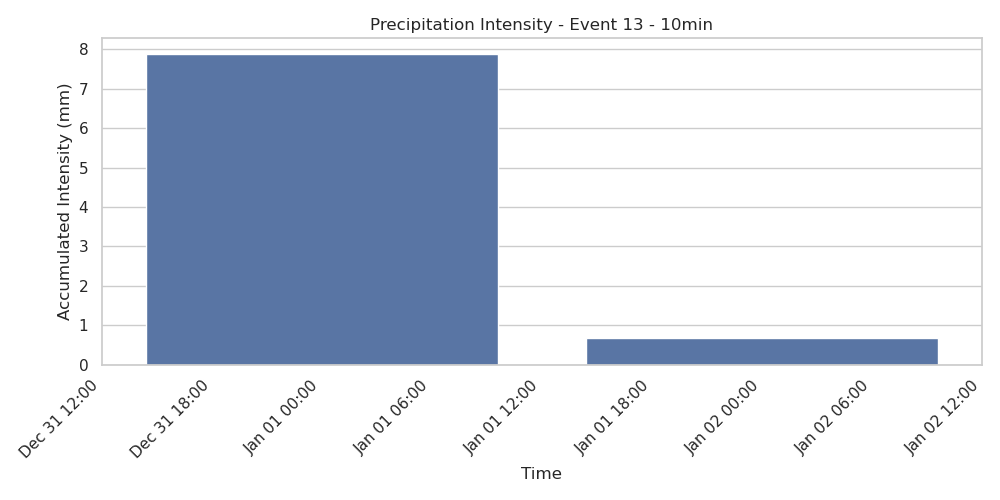 Precipitation Intensity - Event 13 - 10min
Accumulated Intensity (mm)
8
7
6
5
4
3
2
1
0
Dec 31 12:00
Dec 31 18:00
Jan 01 00:00
Jan 01 06:00
Jan 01 12:00
Jan 01 18:00
Jan 02 00:00
Jan 02 06:00
Jan 02 12:00
Time